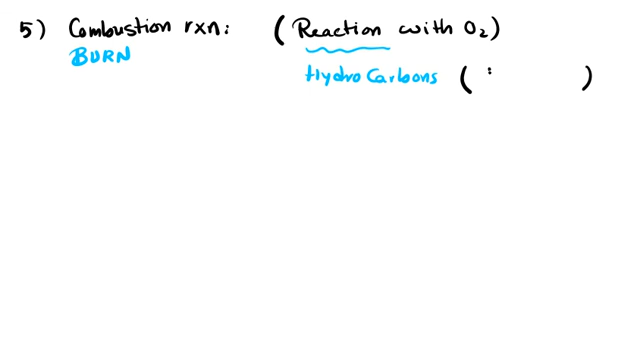 5) Combustion rxn: (Reaction with O₂)
BURN
HydroCarbons ( : )